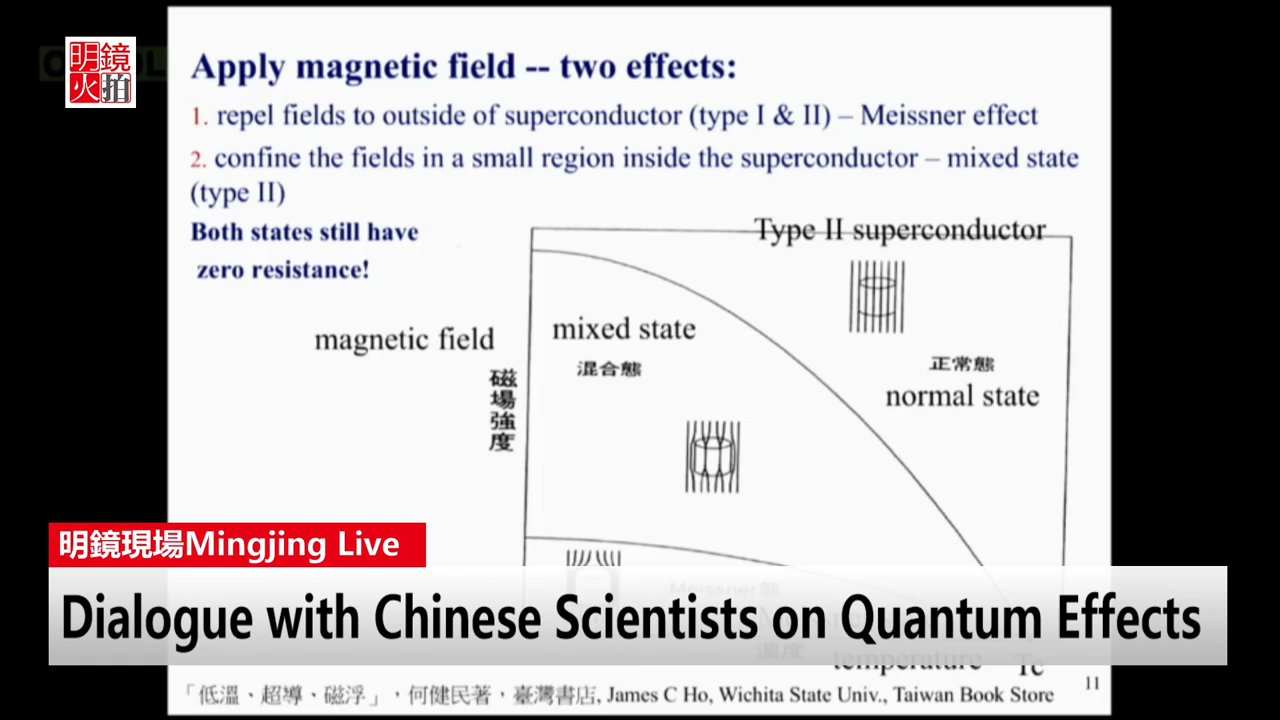 明鏡
火拍
Apply magnetic field -- two effects:
1. repel fields to outside of superconductor (type I & II) – Meissner effect
2. confine the fields in a small region inside the superconductor – mixed state
(type II)
Both states still have
zero resistance!
Type II superconductor
magnetic field
磁場強度
mixed state
混合態
正常態
normal state
明鏡現場Mingjing Live
Meissner 態
Dialogue with Chinese Scientists on Quantum Effects
溫度
temperature
Tc
「低溫、超導、磁浮」, 何健民著, 臺灣書店, James C Ho, Wichita State Univ., Taiwan Book Store
11